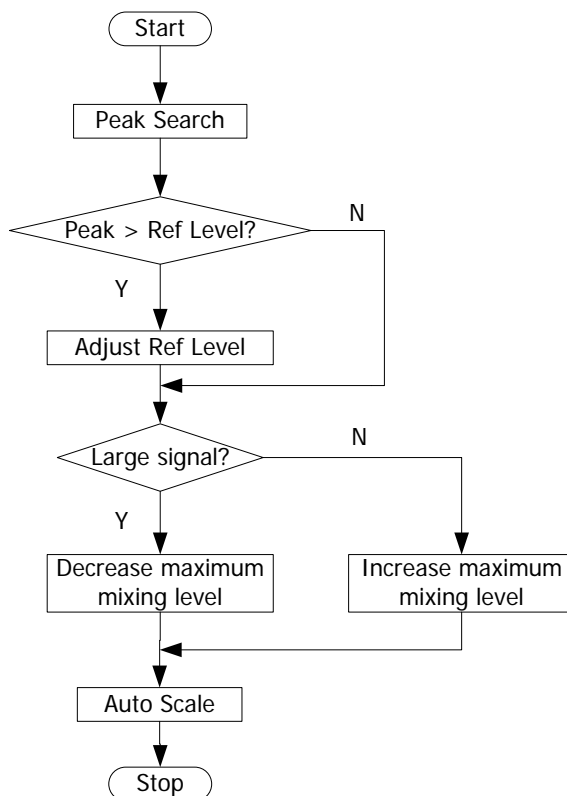 Start
Peak Search
Peak > Ref Level?
N
Y
Adjust Ref Level
Large signal?
N
Y
Decrease maximum
mixing level
Increase maximum
mixing level
Auto Scale
Stop